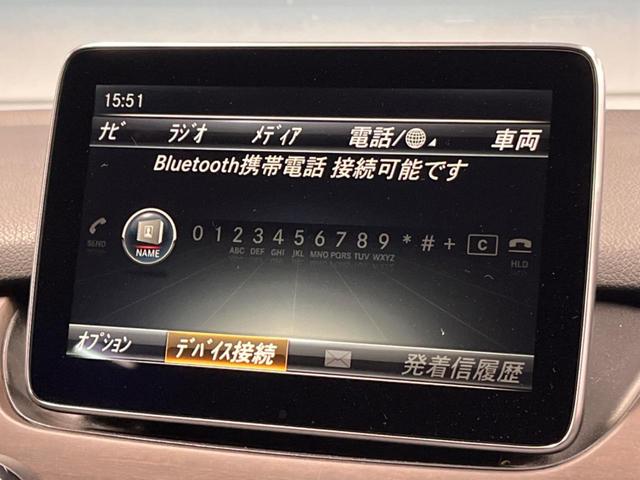 15:51
ナビ ラジオ メディア 電話/ 車両
Bluetooth携帯電話 接続可能です
SEND NAME 0 1 2 3 4 5 6 7 8 9 * # + C HLD
ABC DEF GHI JKL MNO PQRS TUV WXYZ
オプション デバイス接続 発着信履歴